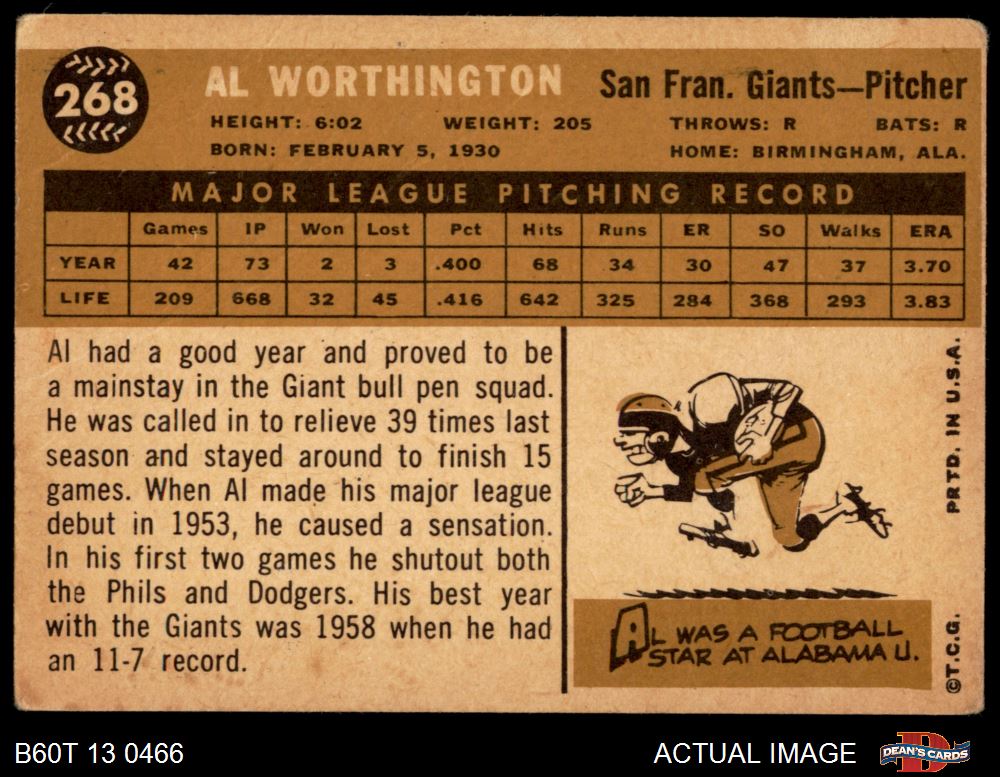 268
AL WORTHINGTON San Fran. Giants—Pitcher
HEIGHT: 6:02 WEIGHT: 205 THROWS: R BATS: R
BORN: FEBRUARY 5, 1930 HOME: BIRMINGHAM, ALA.
MAJOR LEAGUE PITCHING RECORD
Games IP Won Lost Pct Hits Runs ER SO Walks ERA
YEAR 42 73 2 3 .400 68 34 30 47 37 3.70
LIFE 209 668 32 45 .416 642 325 284 368 293 3.83
Al had a good year and proved to be
a mainstay in the Giant bull pen squad.
He was called in to relieve 39 times last
season and stayed around to finish 15
games. When Al made his major league
debut in 1953, he caused a sensation.
In his first two games he shutout both
the Phils and Dodgers. His best year
with the Giants was 1958 when he had
an 11-7 record.
AL WAS A FOOTBALL
STAR AT ALABAMA U.
PRTD. IN U.S.A.
©T.C.G.
B60T 13 0466 ACTUAL IMAGE
D
DEAN'S CARDS